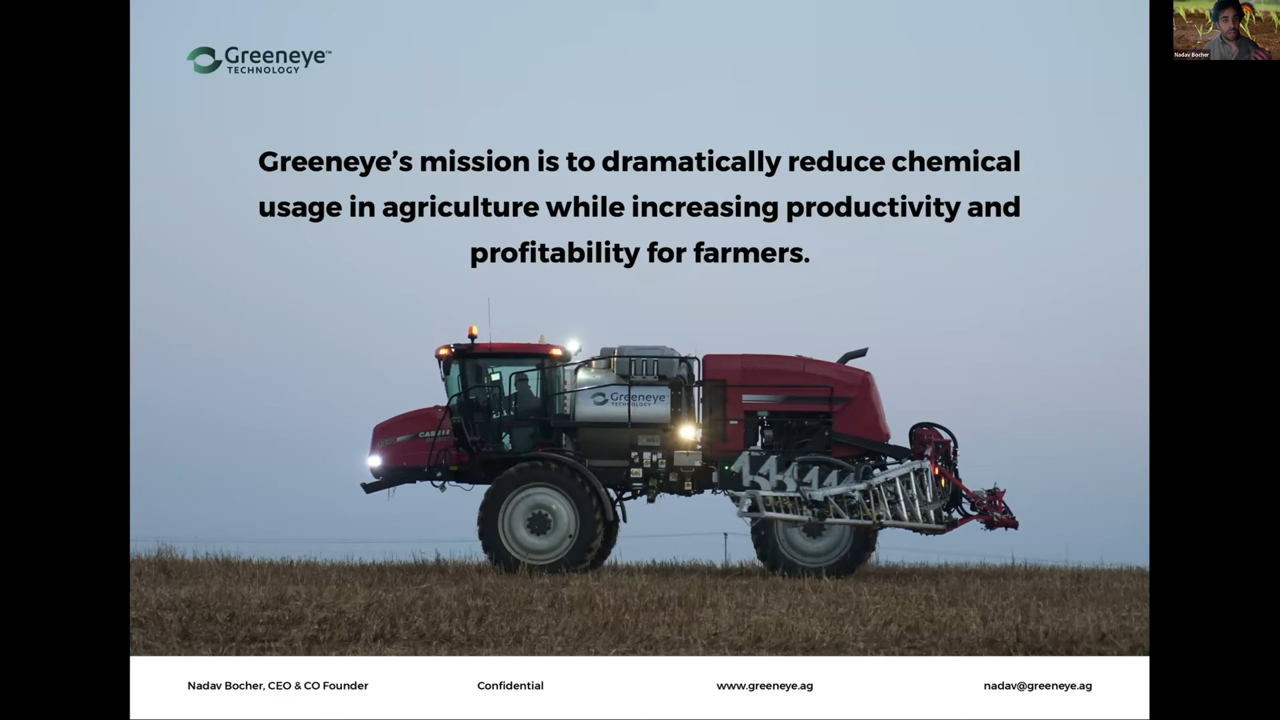 Greeneye™
TECHNOLOGY
Nadav Bocher
Greeneye's mission is to dramatically reduce chemical
usage in agriculture while increasing productivity and
profitability for farmers.
Greeneye
TECHNOLOGY
CASE IH
Nadav Bocher, CEO & CO Founder
Confidential
www.greeneye.ag
nadav@greeneye.ag